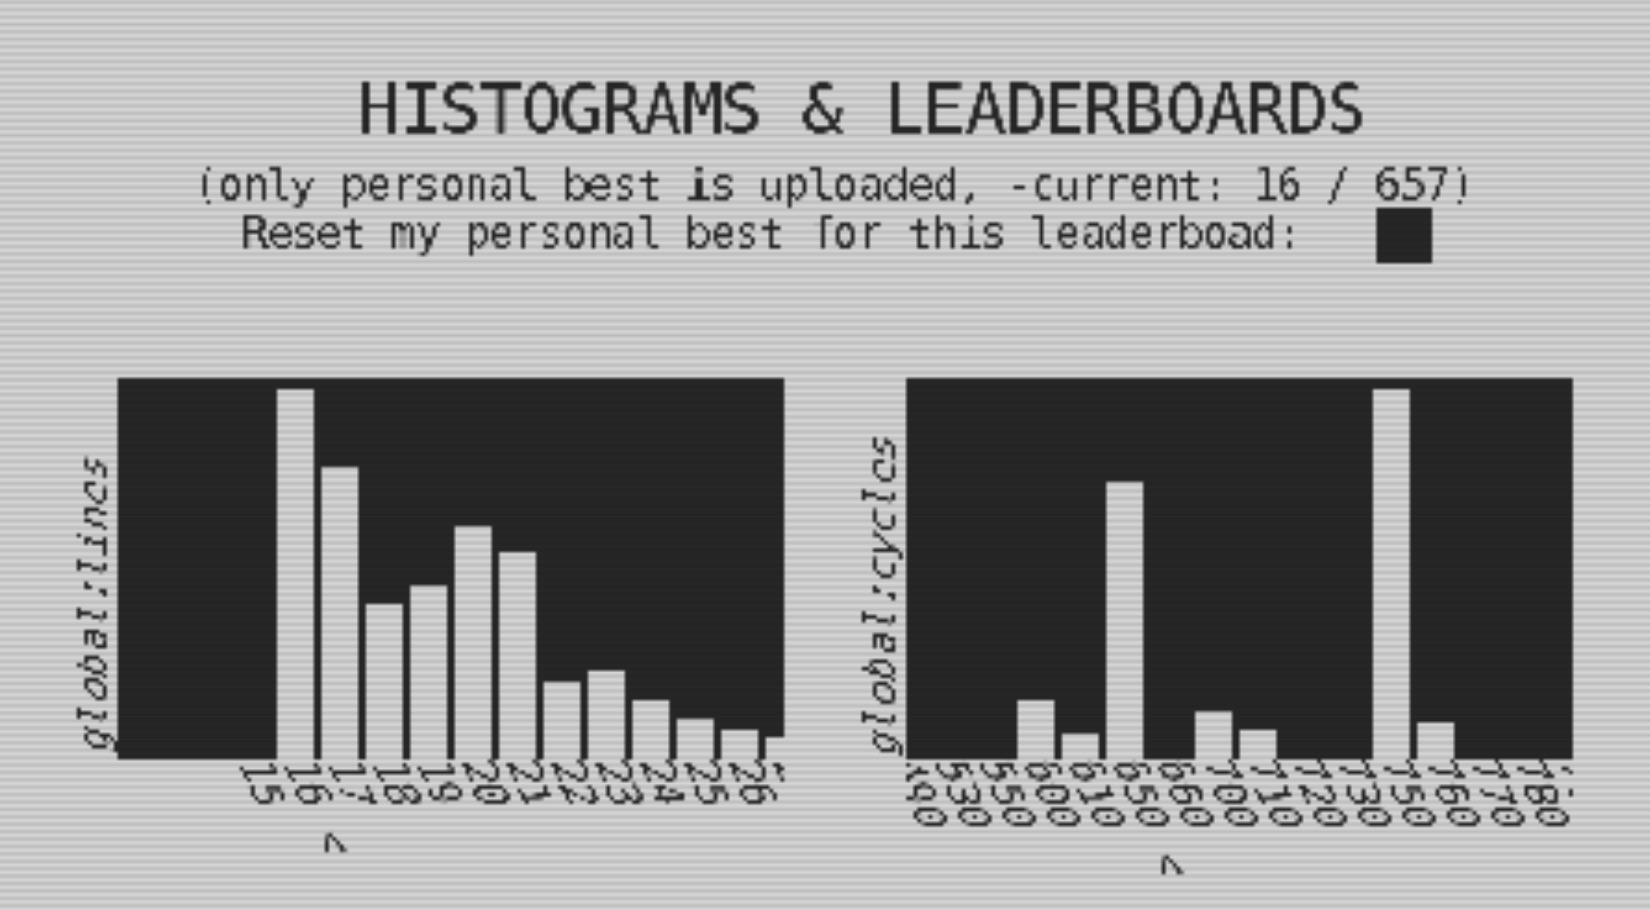 HISTOGRAMS & LEADERBOARDS
(only personal best is uploaded, -current: 16 / 657)
Reset my personal best for this leaderboad:
global:lines
15 16 17 18 19 20 21 22 23 24 25 26
^
global:cycles
530 550 600 610 650 660 700 710 720 730 750 760 770 780
^